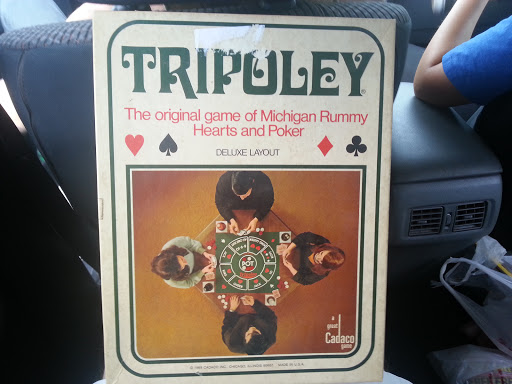 TRIPOLEY
The original game of Michigan Rummy
Hearts and Poker
DELUXE LAYOUT
POT
a
great
Cadaco
game